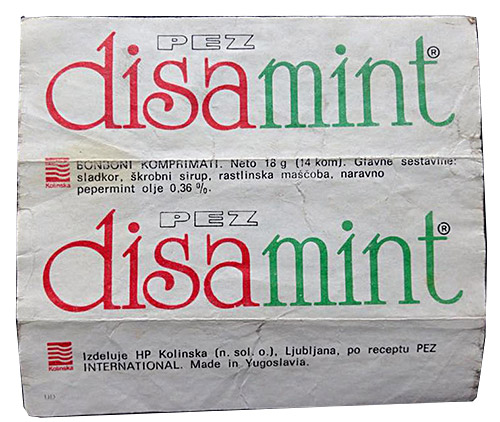 PEZ
disamint®
Kolinska
BONBONI KOMPRIMATI. Neto 18 g (14 kom). Glavne sestavine:
sladkor, škrobni sirup, rastlinska maščoba, naravno
pepermint olje 0,36 %.
PEZ
disamint®
Kolinska
Izdeluje HP Kolinska (n. sol. o.), Ljubljana, po receptu PEZ
INTERNATIONAL. Made in Yugoslavia.